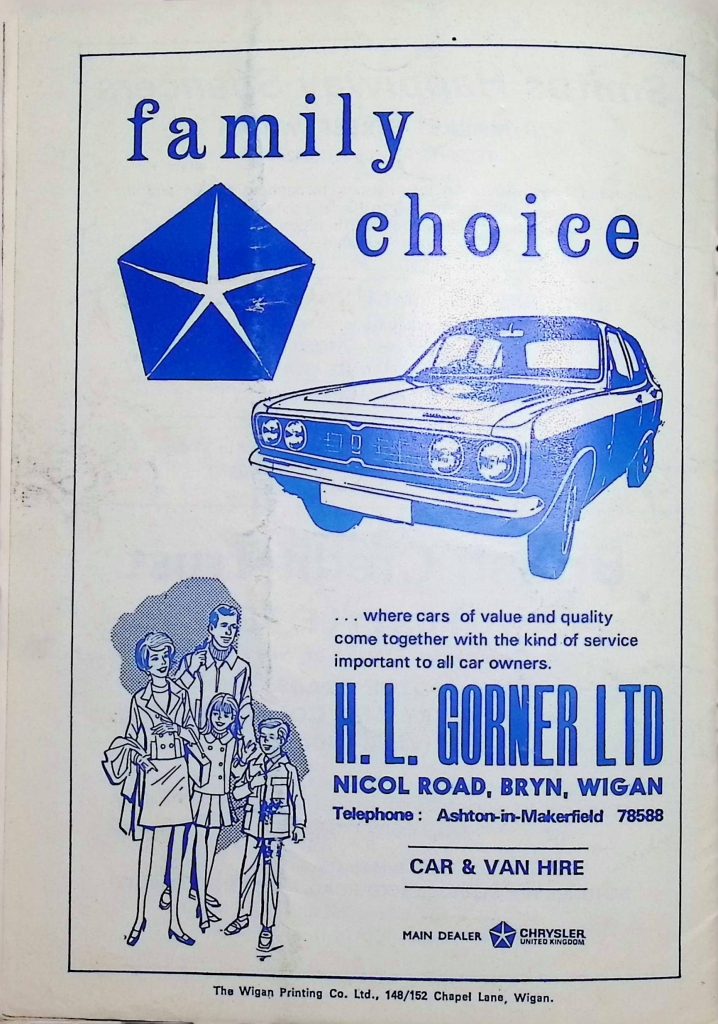 family
choice
... where cars of value and quality
come together with the kind of service
important to all car owners.
H. L. GORNER LTD
NICOL ROAD, BRYN, WIGAN
Telephone : Ashton-in-Makerfield 78588
CAR & VAN HIRE
MAIN DEALER CHRYSLER
UNITED KINGDOM
The Wigan Printing Co. Ltd., 148/152 Chapel Lane, Wigan.